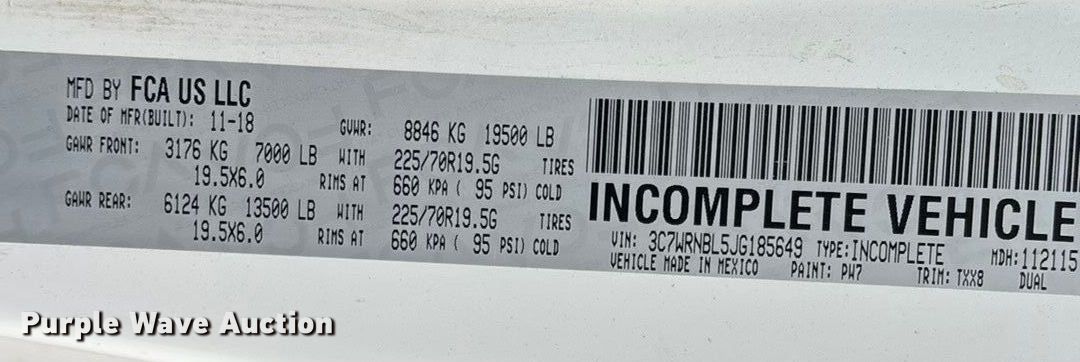 MFD BY FCA US LLC
DATE OF MFR(BUILT): 11-18 GVWR: 8846 KG 19500 LB
GAWR FRONT: 3176 KG 7000 LB WITH 225/70R19.5G TIRES
19.5X6.0 RIMS AT 660 KPA ( 95 PSI) COLD
GAWR REAR: 6124 KG 13500 LB WITH 225/70R19.5G TIRES
19.5X6.0 RIMS AT 660 KPA ( 95 PSI) COLD
INCOMPLETE VEHICLE
VIN: 3C7WRNBL5JG185649 TYPE:INCOMPLETE MDH:112115
VEHICLE MADE IN MEXICO PAINT: PW7 TRIM: TXX8 DUAL
Purple Wave Auction